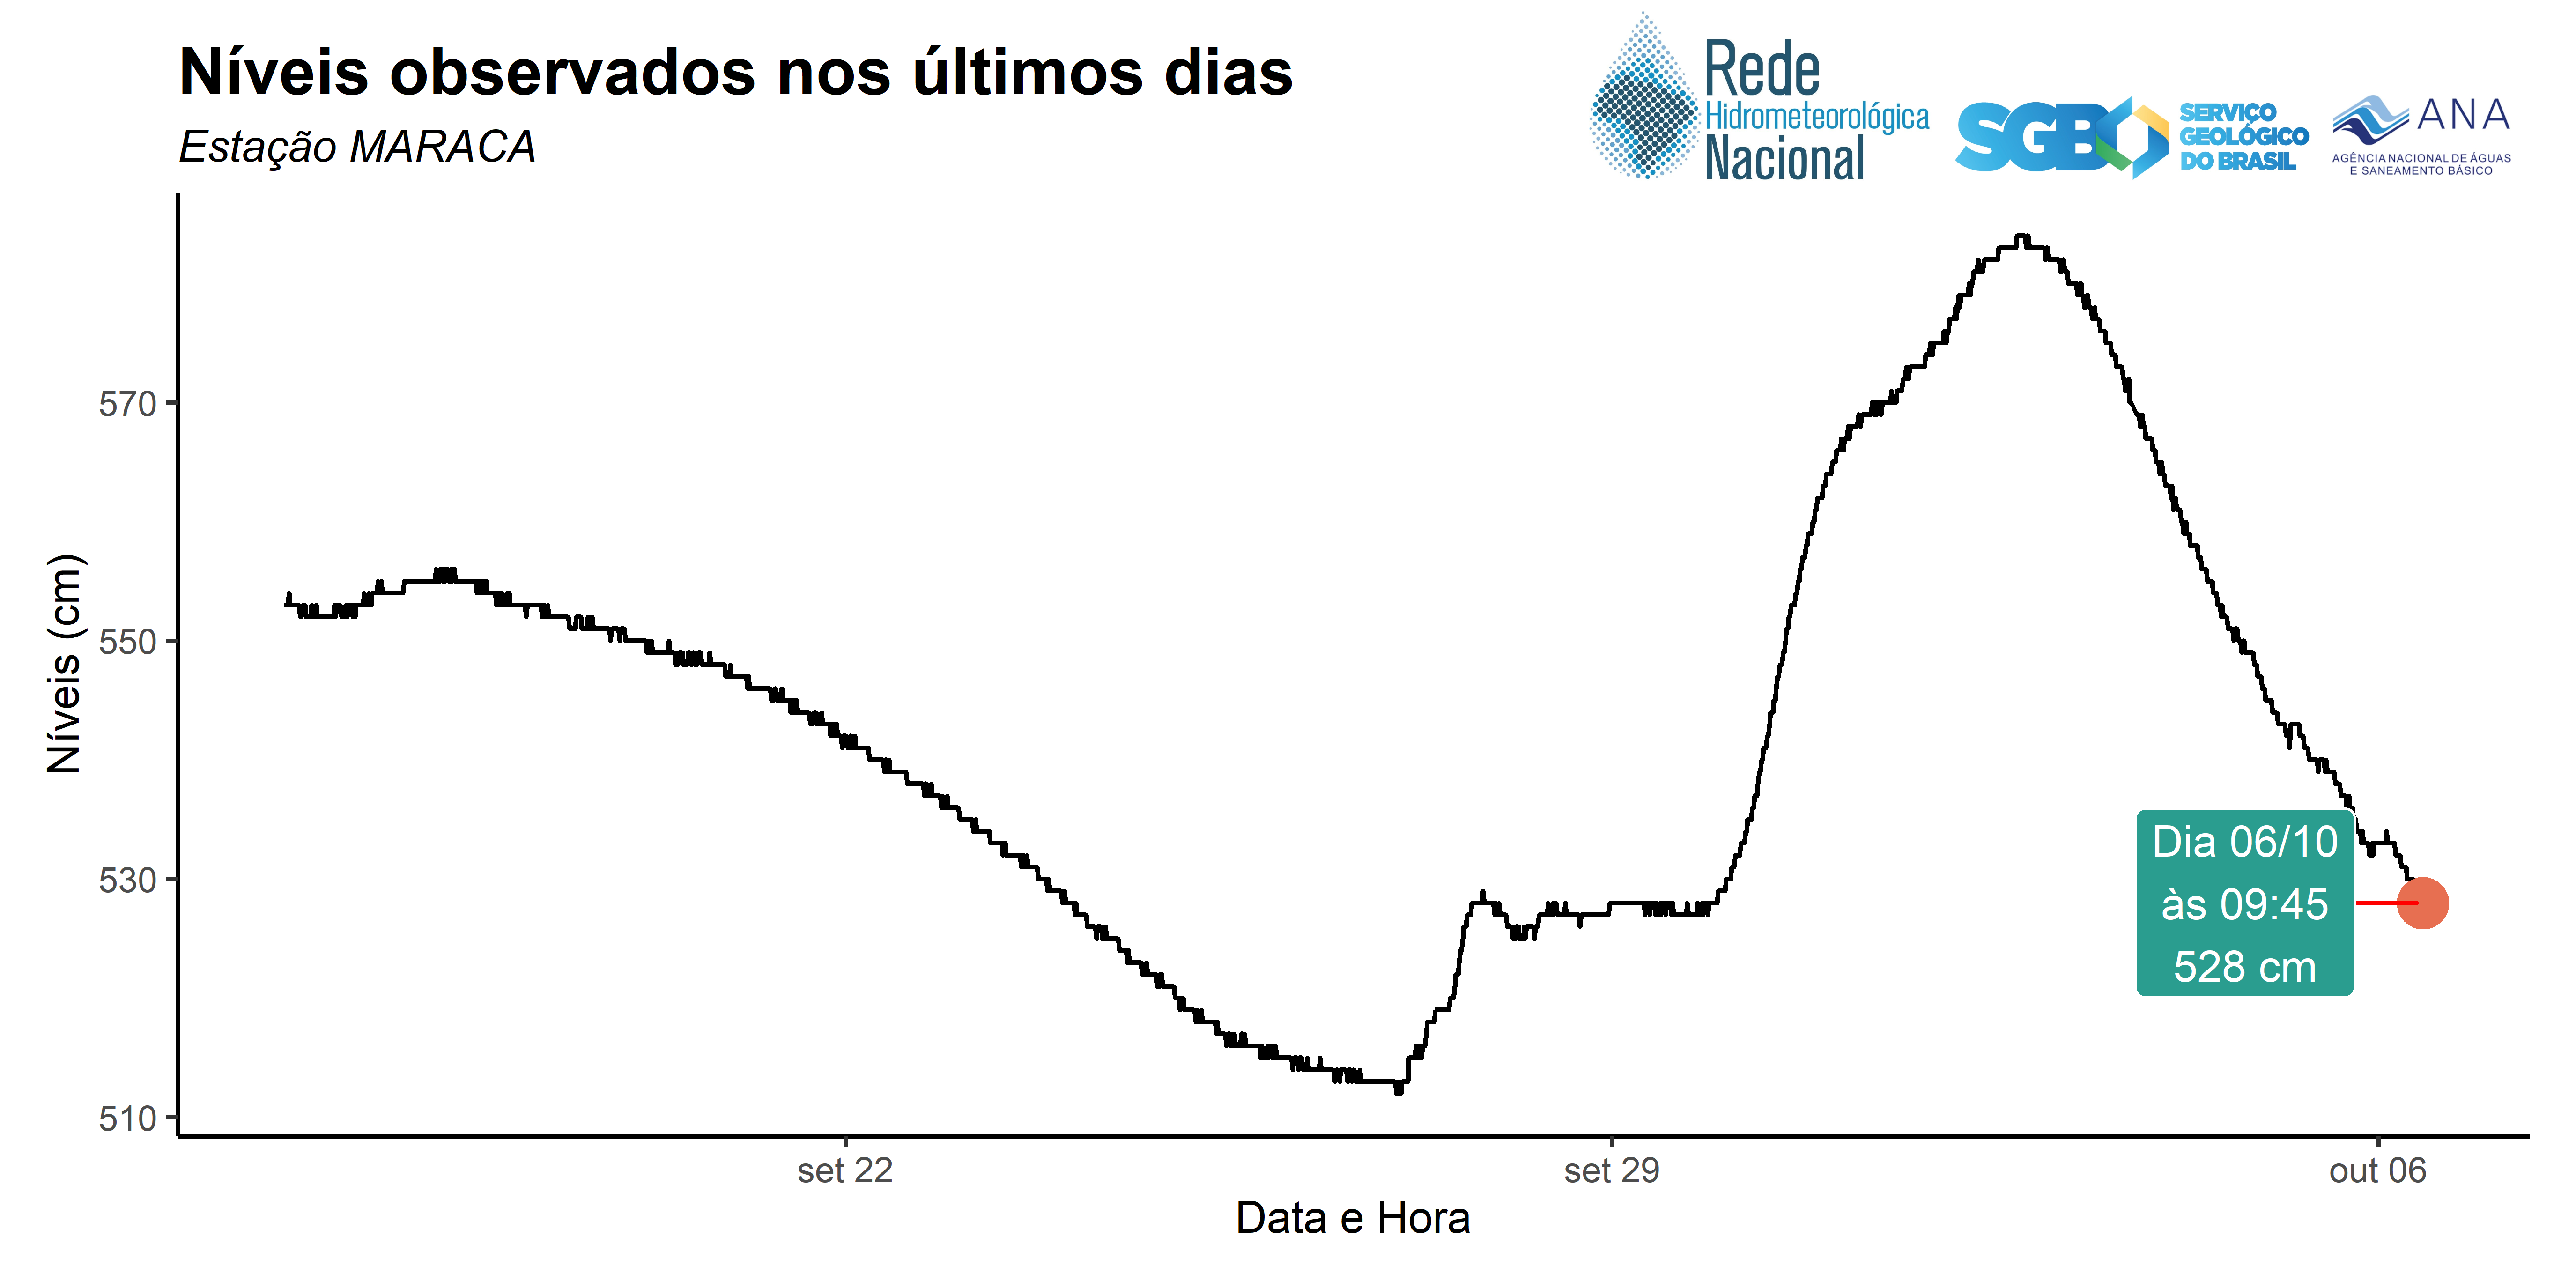 Níveis observados nos últimos dias
Estação MARACA
Rede
Hidrometeorológica
Nacional
SGB
SERVIÇO
GEOLÓGICO
DO BRASIL
ANA
AGÊNCIA NACIONAL DE ÁGUAS
E SANEAMENTO BÁSICO
Níveis (cm)
570
550
530
510
Dia 06/10
às 09:45
528 cm
set 22
set 29
out 06
Data e Hora